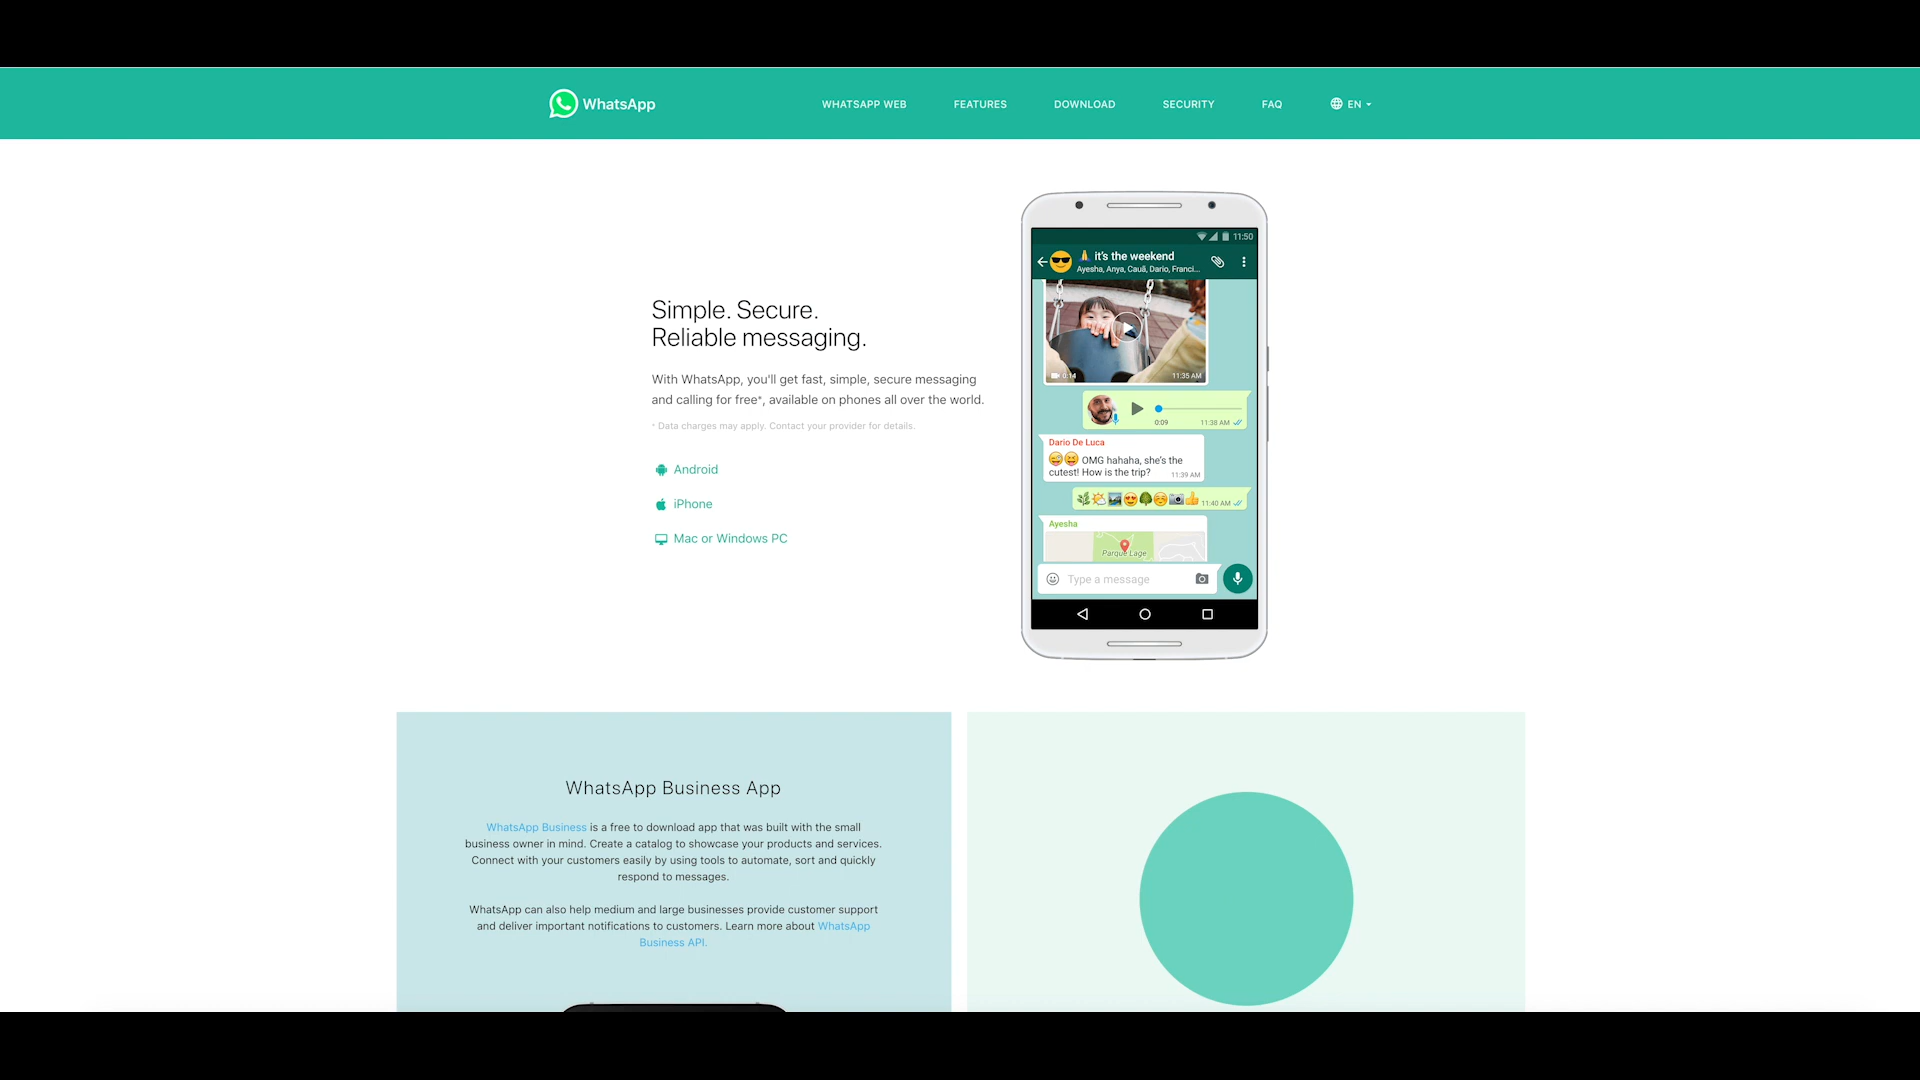 WhatsApp
WHATSAPP WEB
FEATURES
DOWNLOAD
SECURITY
FAQ
EN
Simple. Secure.
Reliable messaging.
With WhatsApp, you'll get fast, simple, secure messaging
and calling for free*, available on phones all over the world.
* Data charges may apply. Contact your provider for details.
Android
iPhone
Mac or Windows PC
11:50
🙏 it's the weekend
Ayesha, Anya, Cauã, Dario, Franci...
0:14
11:35 AM
0:09
11:38 AM
Dario De Luca
OMG hahaha, she's the
cutest! How is the trip?
11:39 AM
11:40 AM
Ayesha
Parque Lage
Type a message
WhatsApp Business App
WhatsApp Business is a free to download app that was built with the small
business owner in mind. Create a catalog to showcase your products and services.
Connect with your customers easily by using tools to automate, sort and quickly
respond to messages.
WhatsApp can also help medium and large businesses provide customer support
and deliver important notifications to customers. Learn more about WhatsApp
Business API.